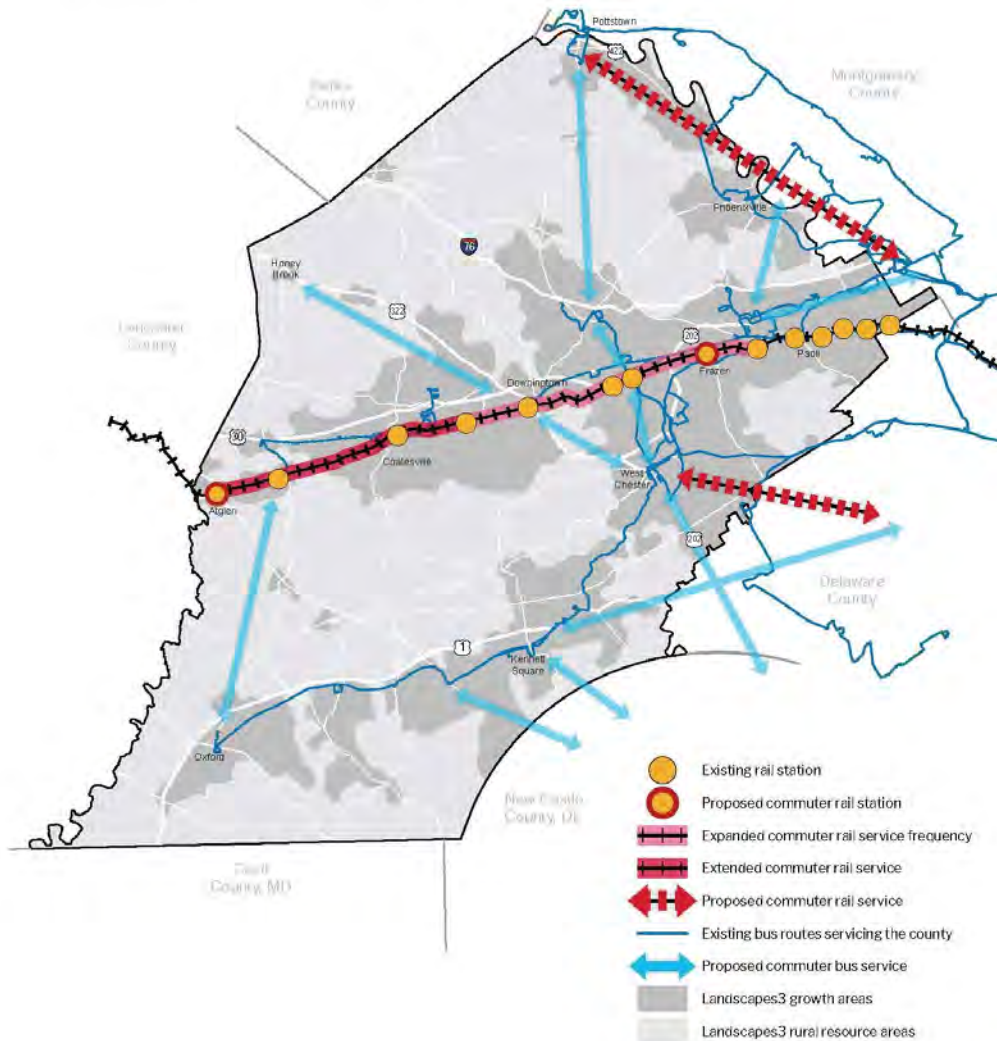 Pottstown
422
Berks
County
Montgomery
County
Phoenixville
76
Honey
Brook
322
Lancaster
County
202
Paoli
Frazer
Downingtown
30
Coatesville
West
Chester
Atglen
202
Delaware
County
1
Kennett
Square
Oxford
New Castle
County, DE
Cecil
County, MD
Existing rail station
Proposed commuter rail station
Expanded commuter rail service frequency
Extended commuter rail service
Proposed commuter rail service
Existing bus routes servicing the county
Proposed commuter bus service
Landscapes3 growth areas
Landscapes3 rural resource areas